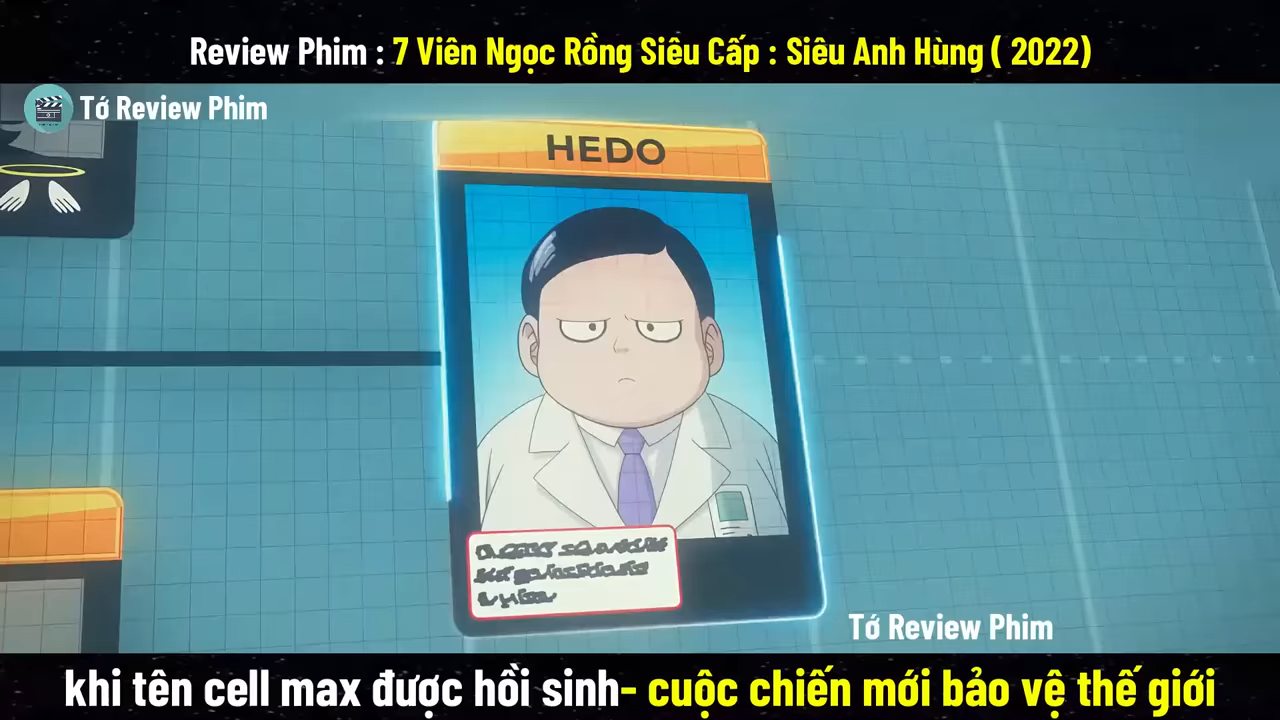 Review Phim : 7 Viên Ngọc Rồng Siêu Cấp : Siêu Anh Hùng ( 2022)
Tớ Review Phim
HEDO
Tớ Review Phim
khi tên cell max được hồi sinh- cuộc chiến mới bảo vệ thế giới